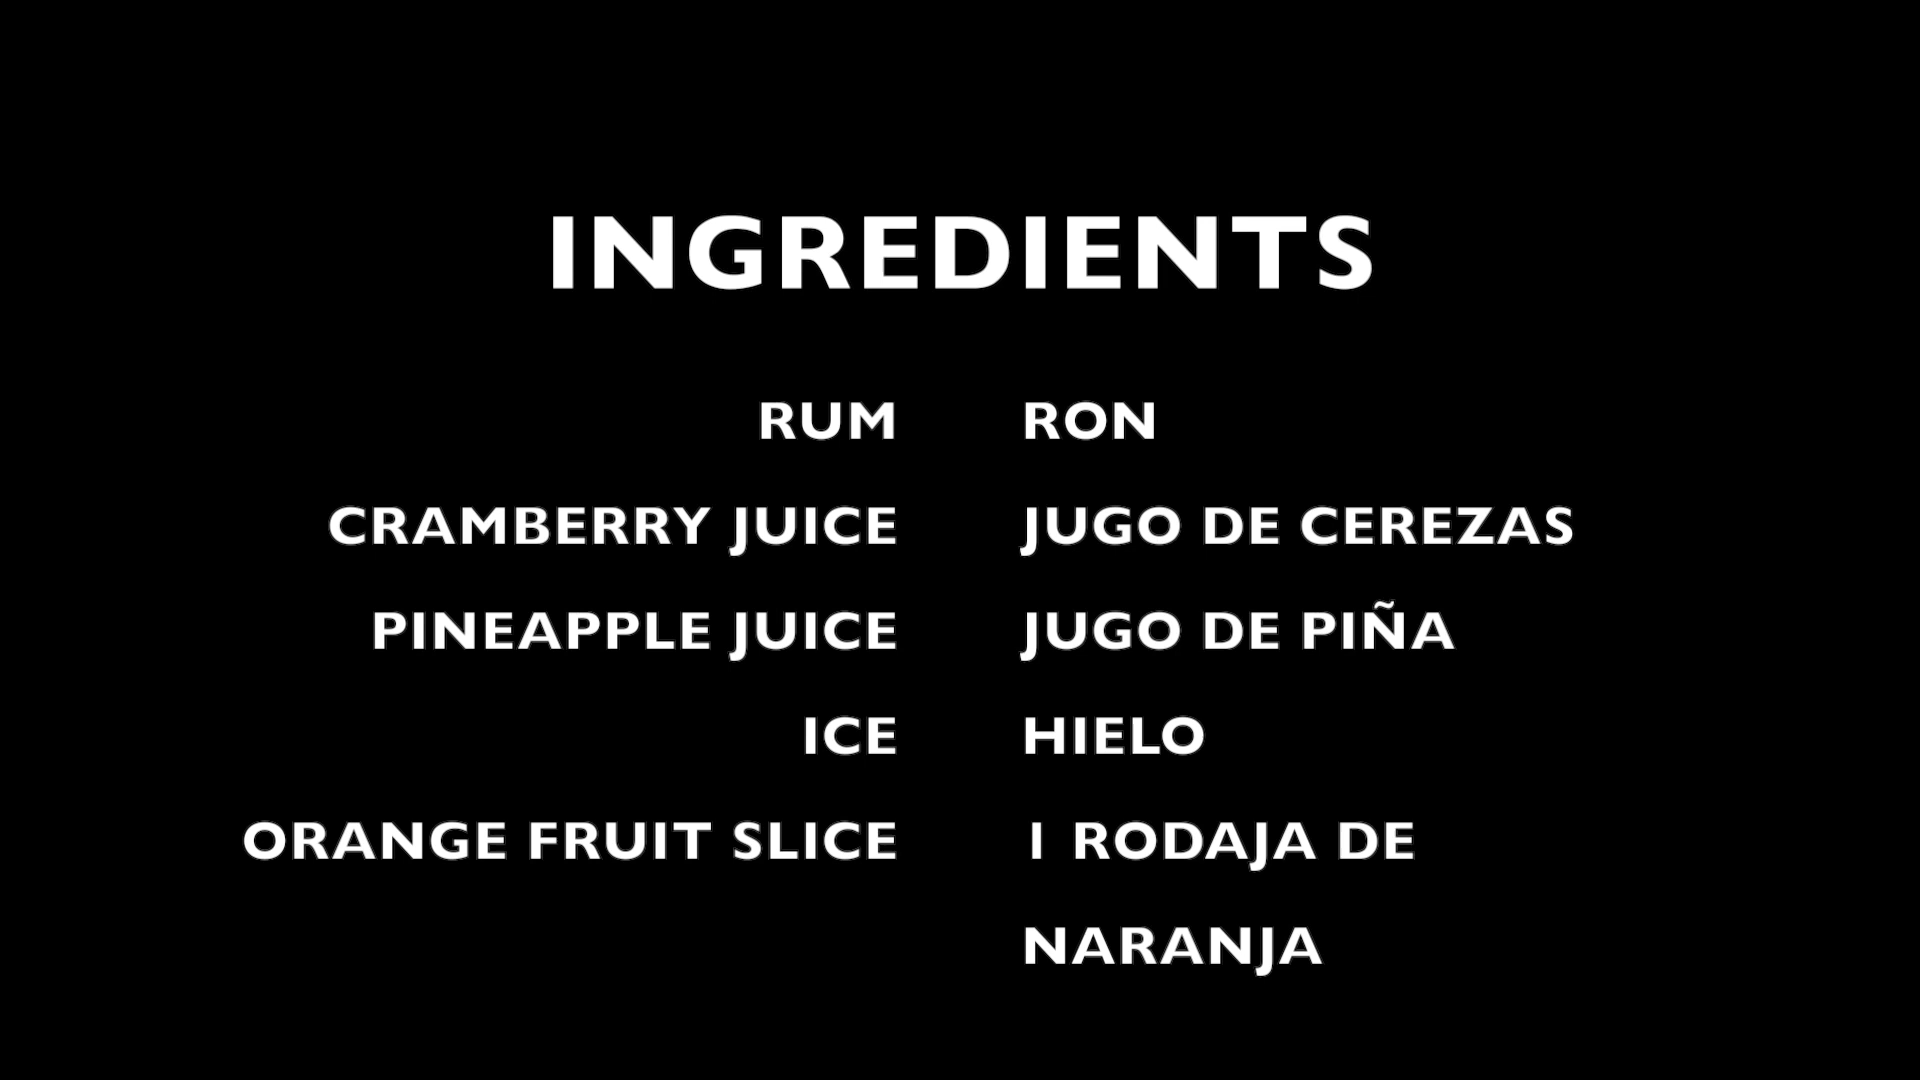 INGREDIENTS
RUM RON
CRAMBERRY JUICE JUGO DE CEREZAS
PINEAPPLE JUICE JUGO DE PIÑA
ICE HIELO
ORANGE FRUIT SLICE 1 RODAJA DE
NARANJA